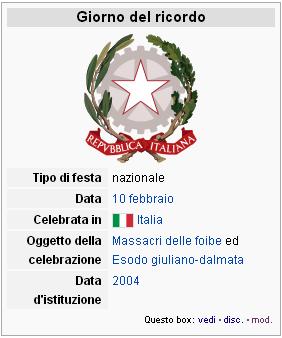 Giorno del ricordo
REPVBBLICA ITALIANA
Tipo di festa nazionale
Data 10 febbraio
Celebrata in Italia
Oggetto della Massacri delle foibe ed
celebrazione Esodo giuliano-dalmata
Data 2004
d'istituzione
Questo box: vedi • disc. • mod.